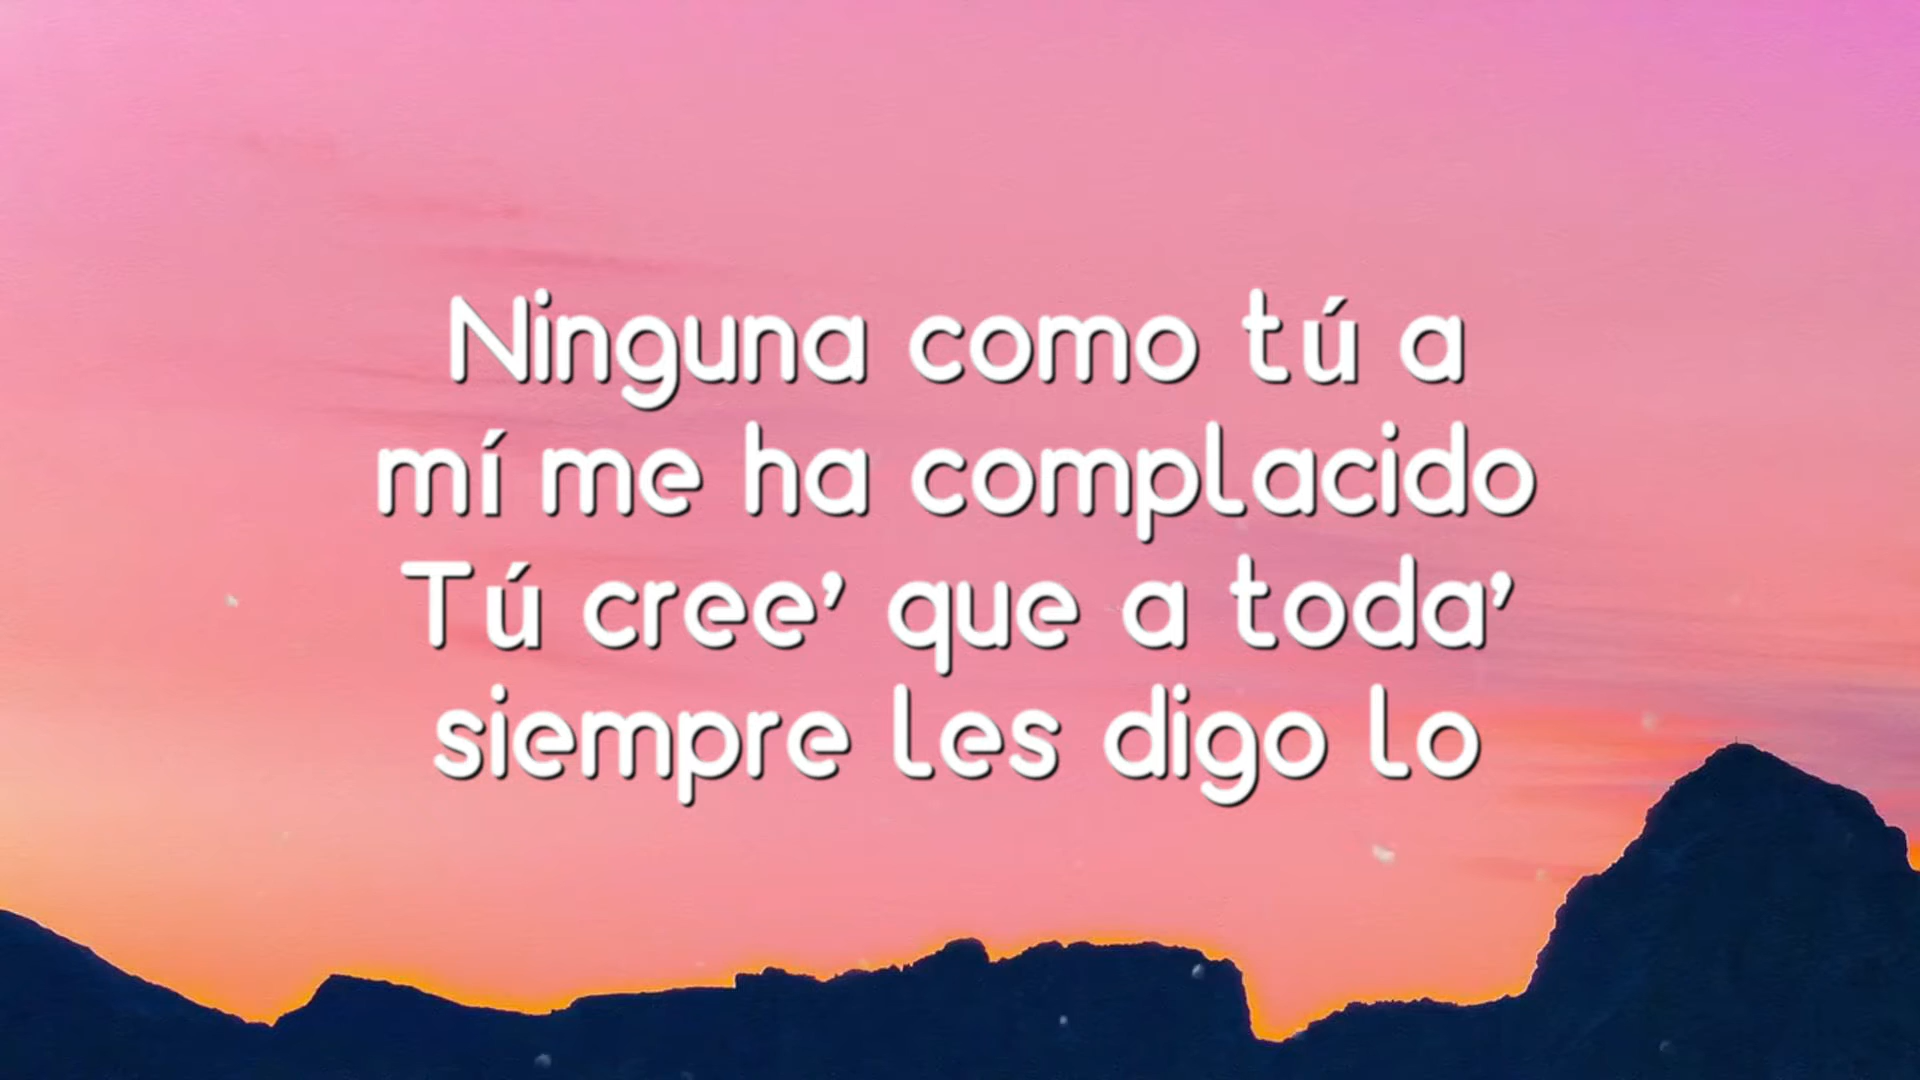 Ninguna como tú a
mí me ha complacido
Tú cree’ que a toda’
siempre les digo lo